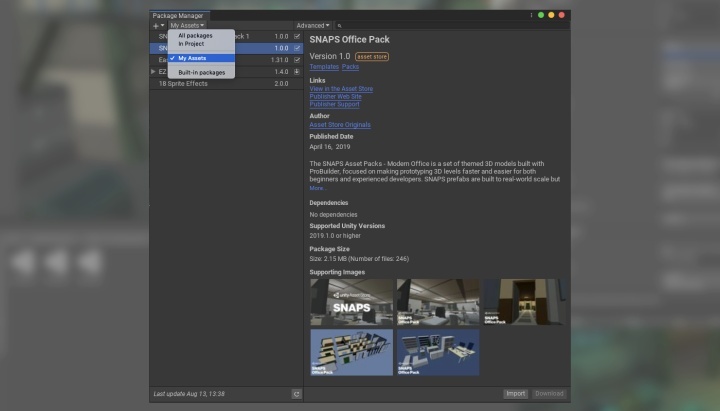 Package Manager
+ My Assets
Advanced
All packages
In Project
My Assets
Built-in packages
SN
ck 1
1.0.0
SN
1.0.0
Eas
1.31.0
EZ
1.4.0
18 Sprite Effects
2.0.0
SNAPS Office Pack
Version 1.0
asset store
Templates Packs
Links
View in the Asset Store
Publisher Web Site
Publisher Support
Author
Asset Store Originals
Published Date
April 16, 2019
The SNAPS Asset Packs - Modern Office is a set of themed 3D models built with
ProBuilder, focused on making prototyping 3D levels faster and easier for both
beginners and experienced developers. SNAPS prefabs are built to real-world scale but
More...
Dependencies
No dependencies
Supported Unity Versions
2019.1.0 or higher
Package Size
Size: 2.15 MB (Number of files: 246)
Supporting Images
SNAPS
SNAPS
Office Pack
SNAPS
Office Pack
SNAPS
Office Pack
SNAPS
Office Pack
Last update Aug 13, 13:38
Import
Download